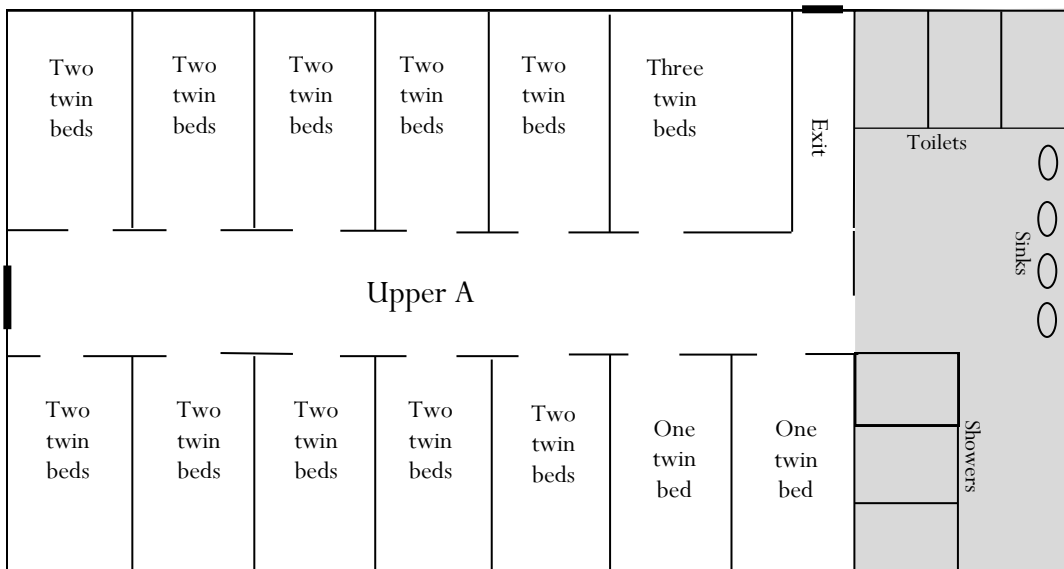 Two
twin
beds
Two
twin
beds
Two
twin
beds
Two
twin
beds
Two
twin
beds
Three
twin
beds
Exit
Toilets
Sinks
Upper A
Two
twin
beds
Two
twin
beds
Two
twin
beds
Two
twin
beds
Two
twin
beds
One
twin
bed
One
twin
bed
Showers